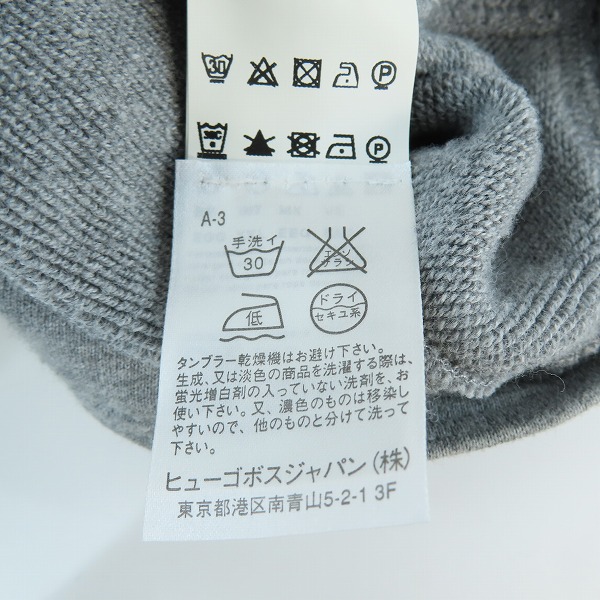 30
P
30C
P
A-3
手洗イ
30
エンソ
サラシ
低
ドライ
セキユ系
タンブラー乾燥機はお避け下さい。
生成、又は淡色の商品を洗濯する際は、
蛍光増白剤の入っていない洗剤を、お
使い下さい。又、濃色のものは移染し
やすいので、他のものと分けて洗って
ください。
ヒューゴボスジャパン(株)
東京都港区南青山5-2-1 3F